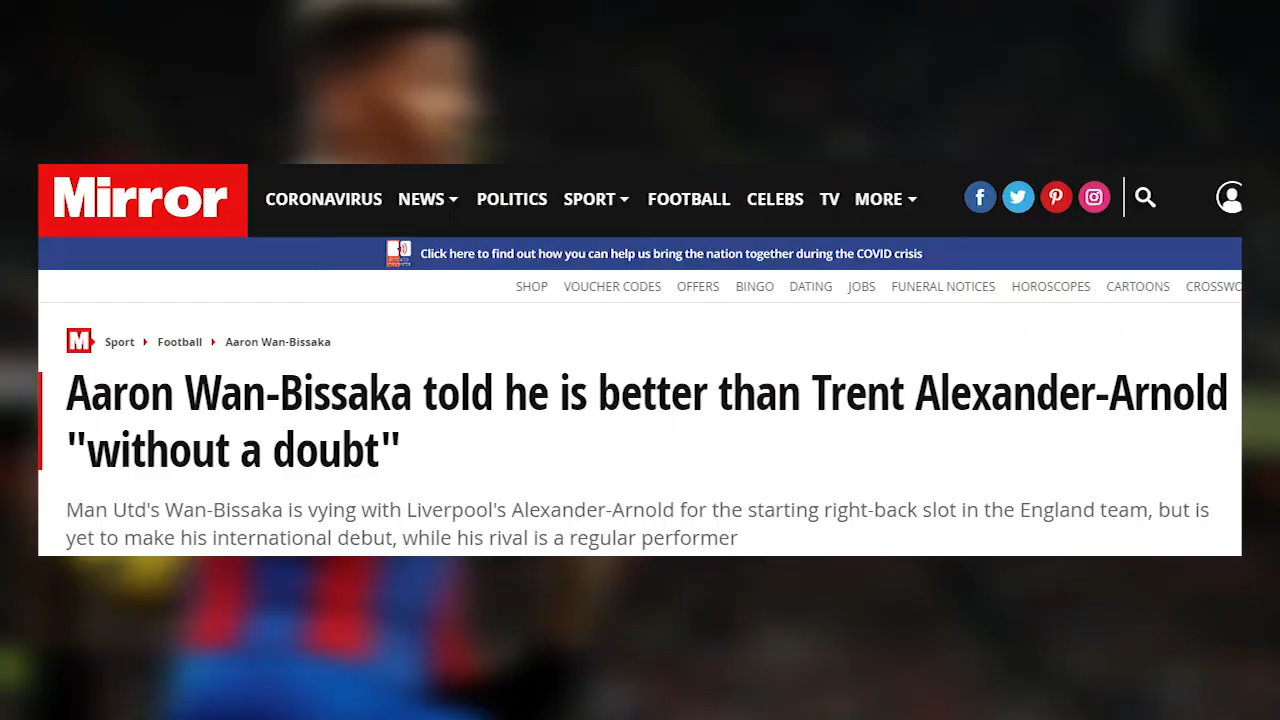 Mirror CORONAVIRUS NEWS POLITICS SPORT FOOTBALL CELEBS TV MORE
Click here to find out how you can help us bring the nation together during the COVID crisis
SHOP VOUCHER CODES OFFERS BINGO DATING JOBS FUNERAL NOTICES HOROSCOPES CARTOONS CROSSWO
M Sport Football Aaron Wan-Bissaka
Aaron Wan-Bissaka told he is better than Trent Alexander-Arnold
"without a doubt"
Man Utd's Wan-Bissaka is vying with Liverpool's Alexander-Arnold for the starting right-back slot in the England team, but is
yet to make his international debut, while his rival is a regular performer